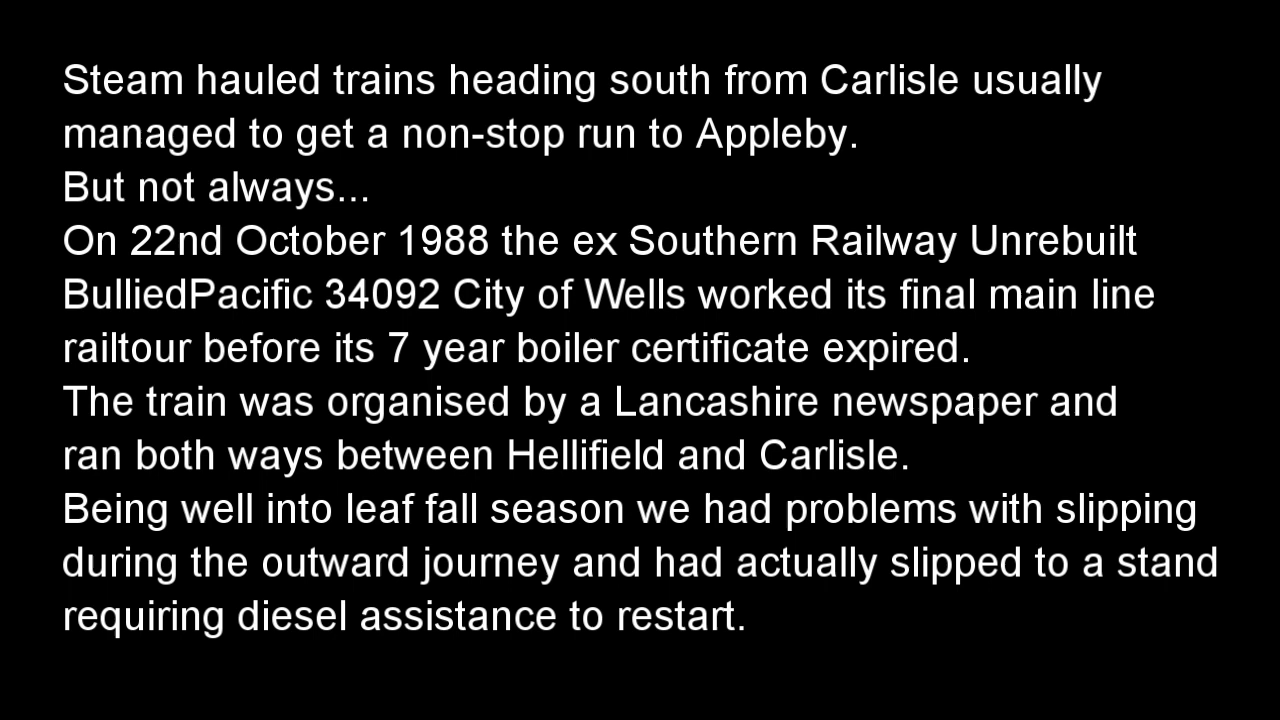 Steam hauled trains heading south from Carlisle usually
managed to get a non-stop run to Appleby.
But not always...
On 22nd October 1988 the ex Southern Railway Unrebuilt
BulliedPacific 34092 City of Wells worked its final main line
railtour before its 7 year boiler certificate expired.
The train was organised by a Lancashire newspaper and
ran both ways between Hellifield and Carlisle.
Being well into leaf fall season we had problems with slipping
during the outward journey and had actually slipped to a stand
requiring diesel assistance to restart.